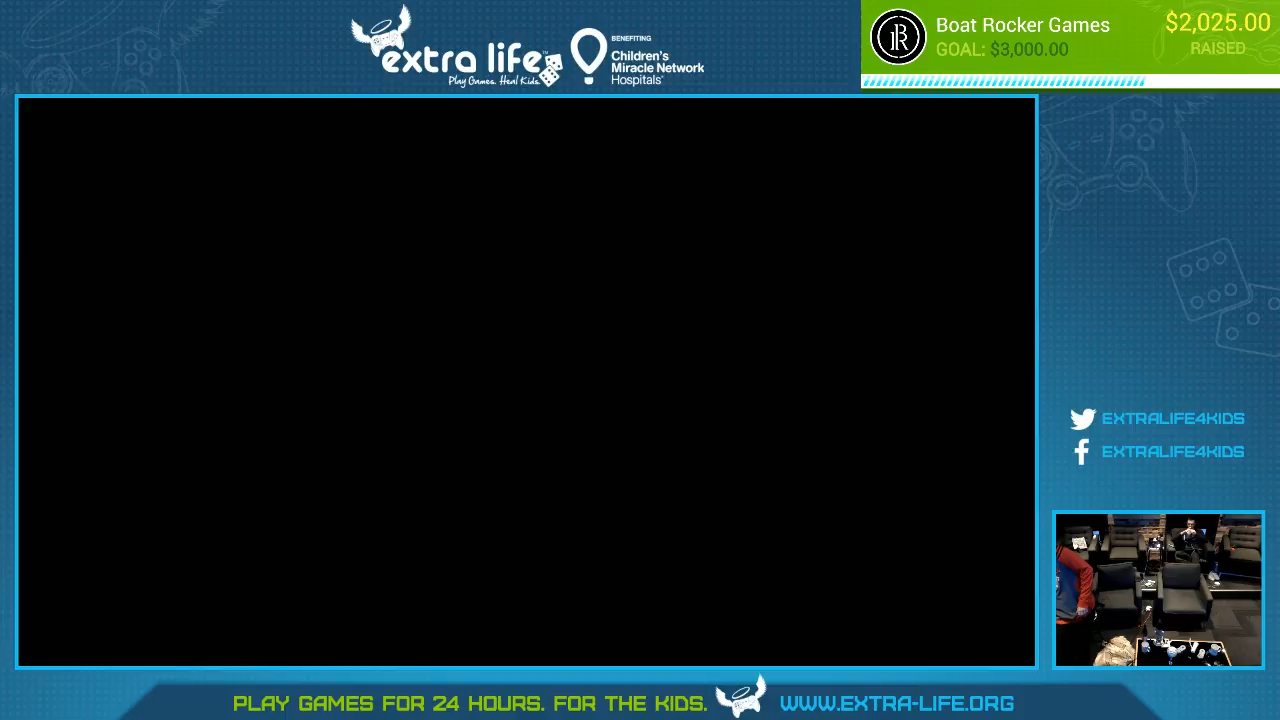 extra life™
Play Games. Heal Kids.
BENEFITING
Children's
Miracle Network
Hospitals®
Boat Rocker Games
GOAL: $3,000.00
$2,025.00
RAISED
EXTRALIFE4KIDS
EXTRALIFE4KIDS
PLAY GAMES FOR 24 HOURS. FOR THE KIDS.
WWW.EXTRA-LIFE.ORG